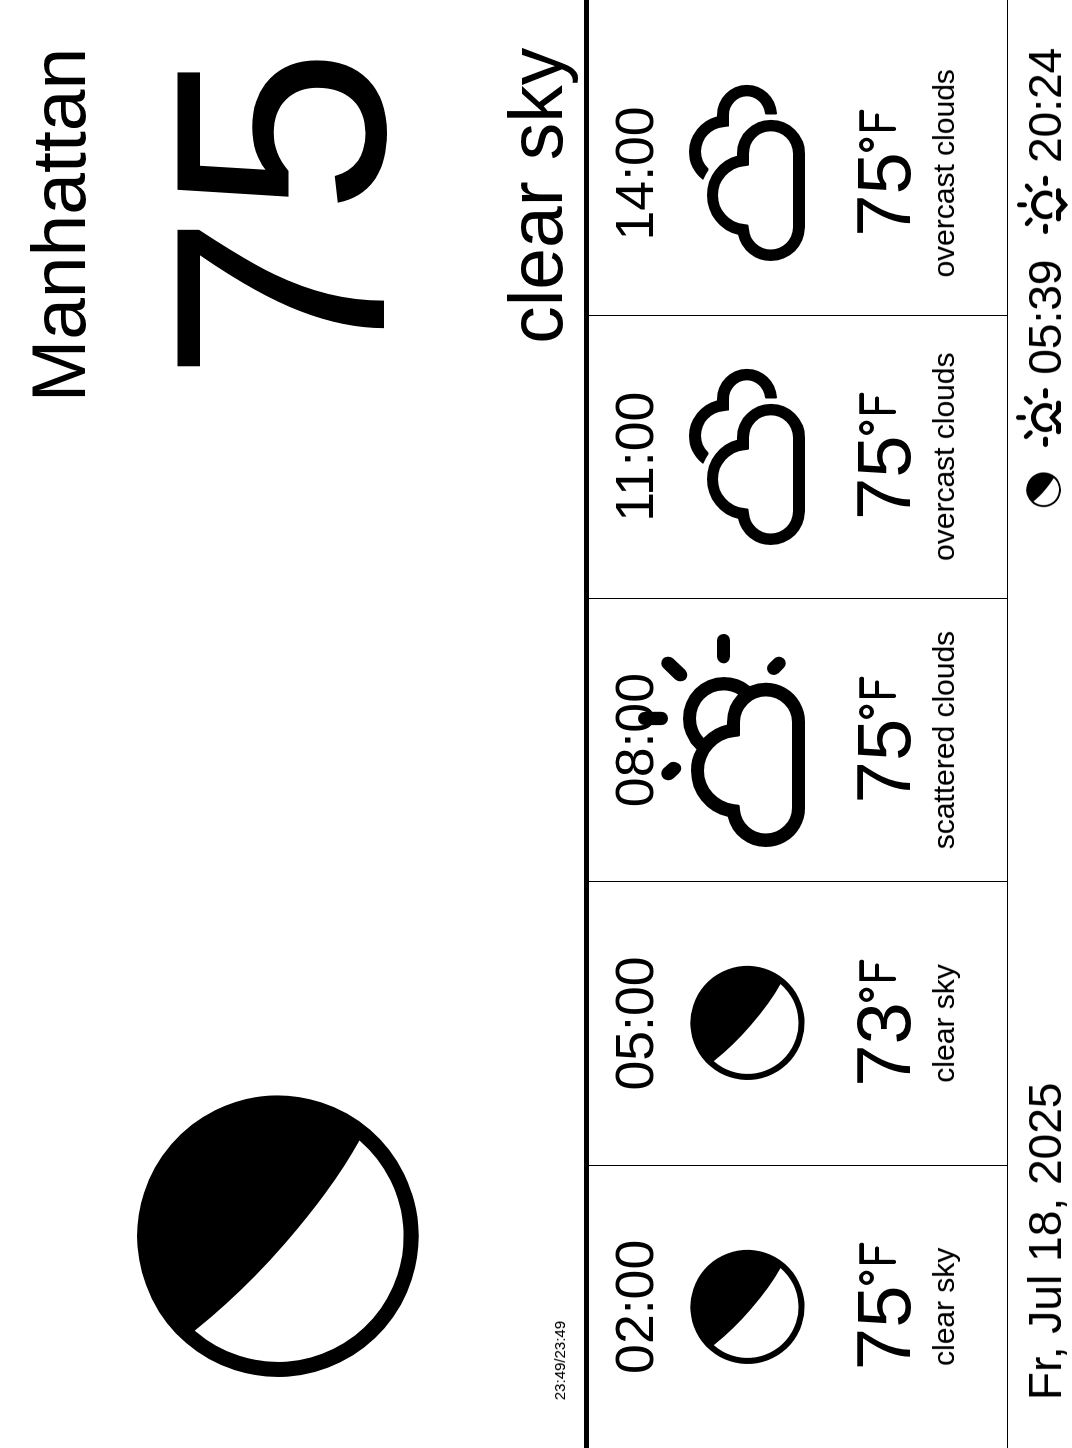 Manhattan
75
clear sky
23:49/23:49
02:00
75°F
clear sky
05:00
73°F
clear sky
08:00
75°F
scattered clouds
11:00
75°F
overcast clouds
14:00
75°F
overcast clouds
Fr, Jul 18, 2025
05:39 20:24